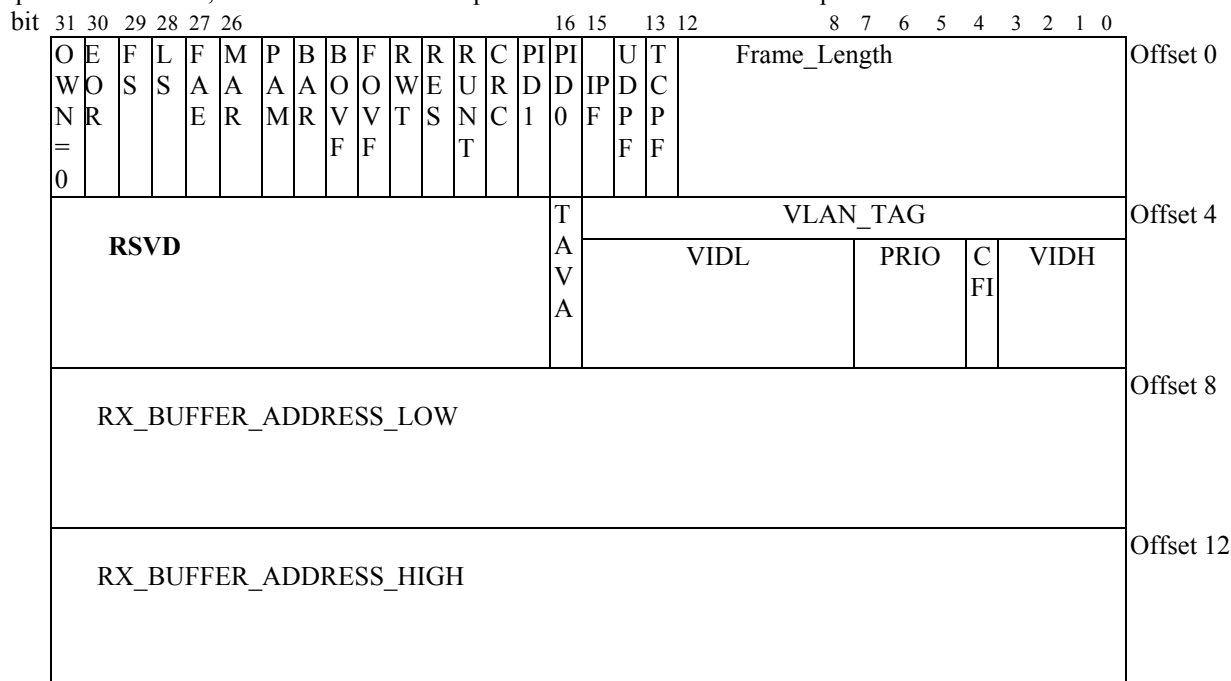 bit 31 30 29 28 27 26 16 15 13 12 8 7 6 5 4 3 2 1 0
O E F L F M P B B F R R R C PI PI U T Frame_Length Offset 0
W O S S A A A A O O W E U R D D IP D C
N R E R M R V V T S N C 1 0 F P P
= F F T F F
0
T VLAN_TAG Offset 4
RSVD A VIDL PRIO C VIDH
V FI
A
Offset 8
RX_BUFFER_ADDRESS_LOW
Offset 12
RX_BUFFER_ADDRESS_HIGH